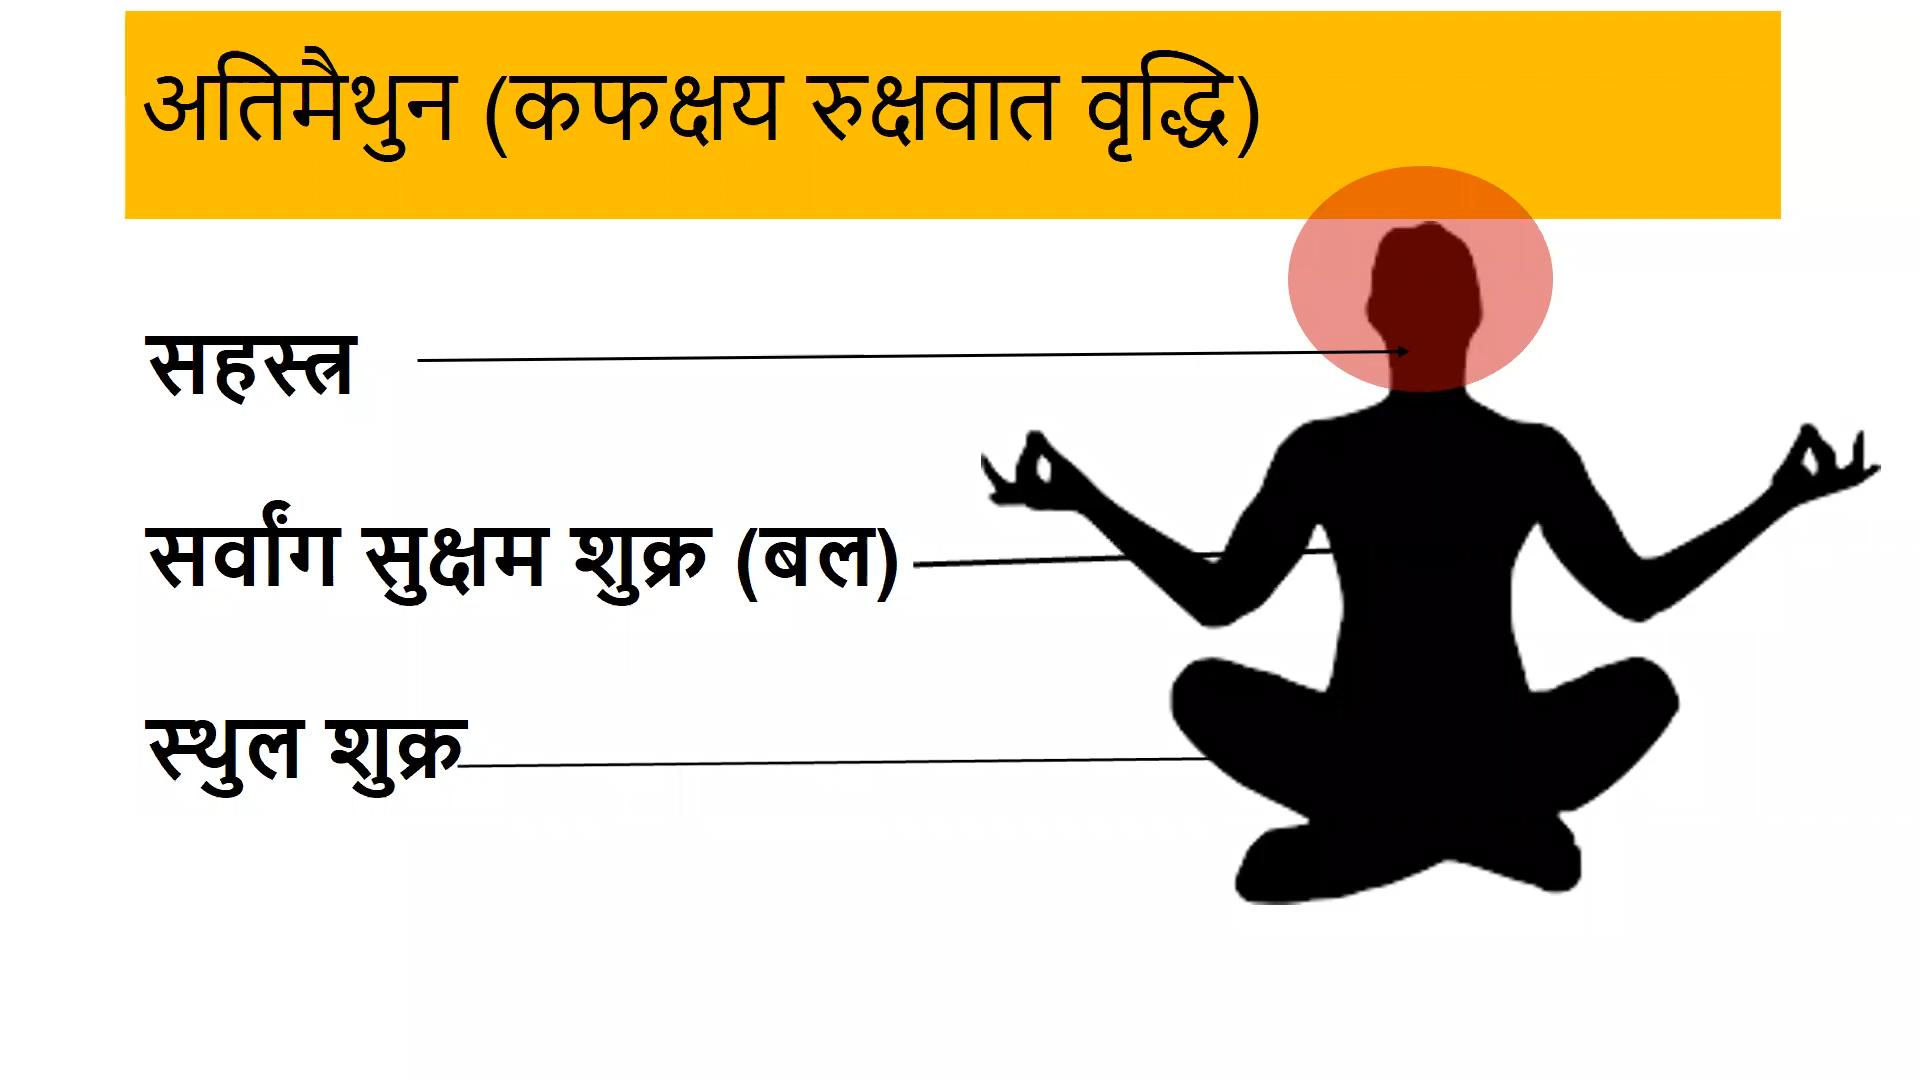 अतिमैथुन (कफक्षय रुक्षवात वृद्धि)
सहस्त्र
सर्वांग सुक्षम शुक्र (बल)
स्थुल शुक्र